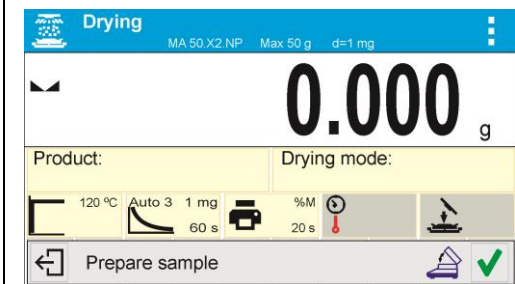 Drying
MA 50.X2.NP Max 50 g d=1 mg
0.000 g
Product: Drying mode:
120 ºC Auto 3 1 mg %M
60 s 20 s
Prepare sample